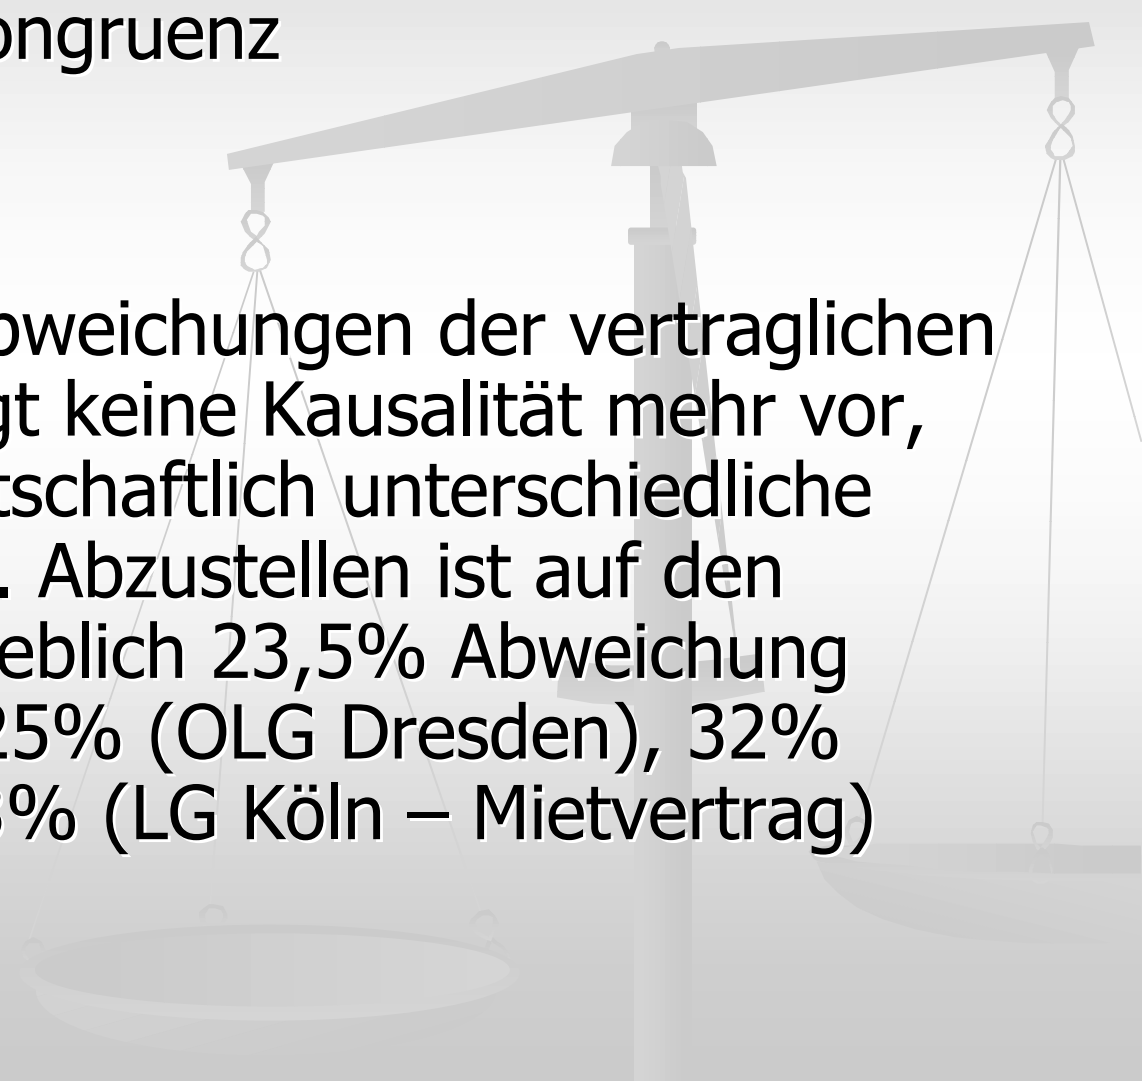 ongruenz
bweichungen der vertraglichen
gt keine Kausalität mehr vor,
tschaftlich unterschiedliche
. Abzustellen ist auf den
eblich 23,5% Abweichung
25% (OLG Dresden), 32%
% (LG Köln – Mietvertrag)